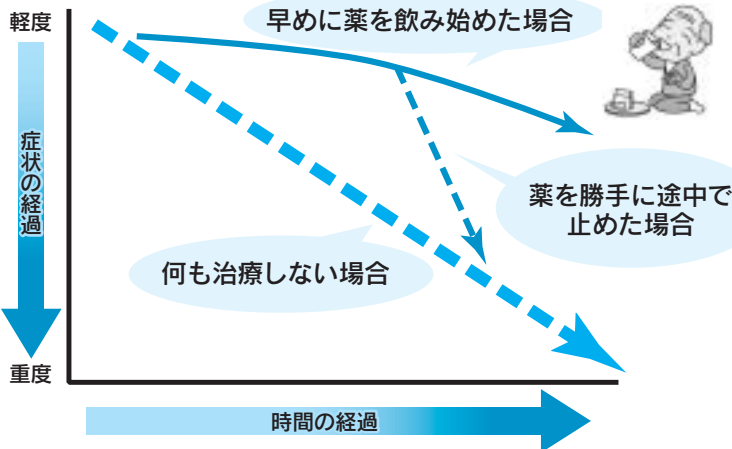 軽度
早めに薬を飲み始めた場合
症状の経過
薬を勝手に途中で
止めた場合
何も治療しない場合
重度
時間の経過